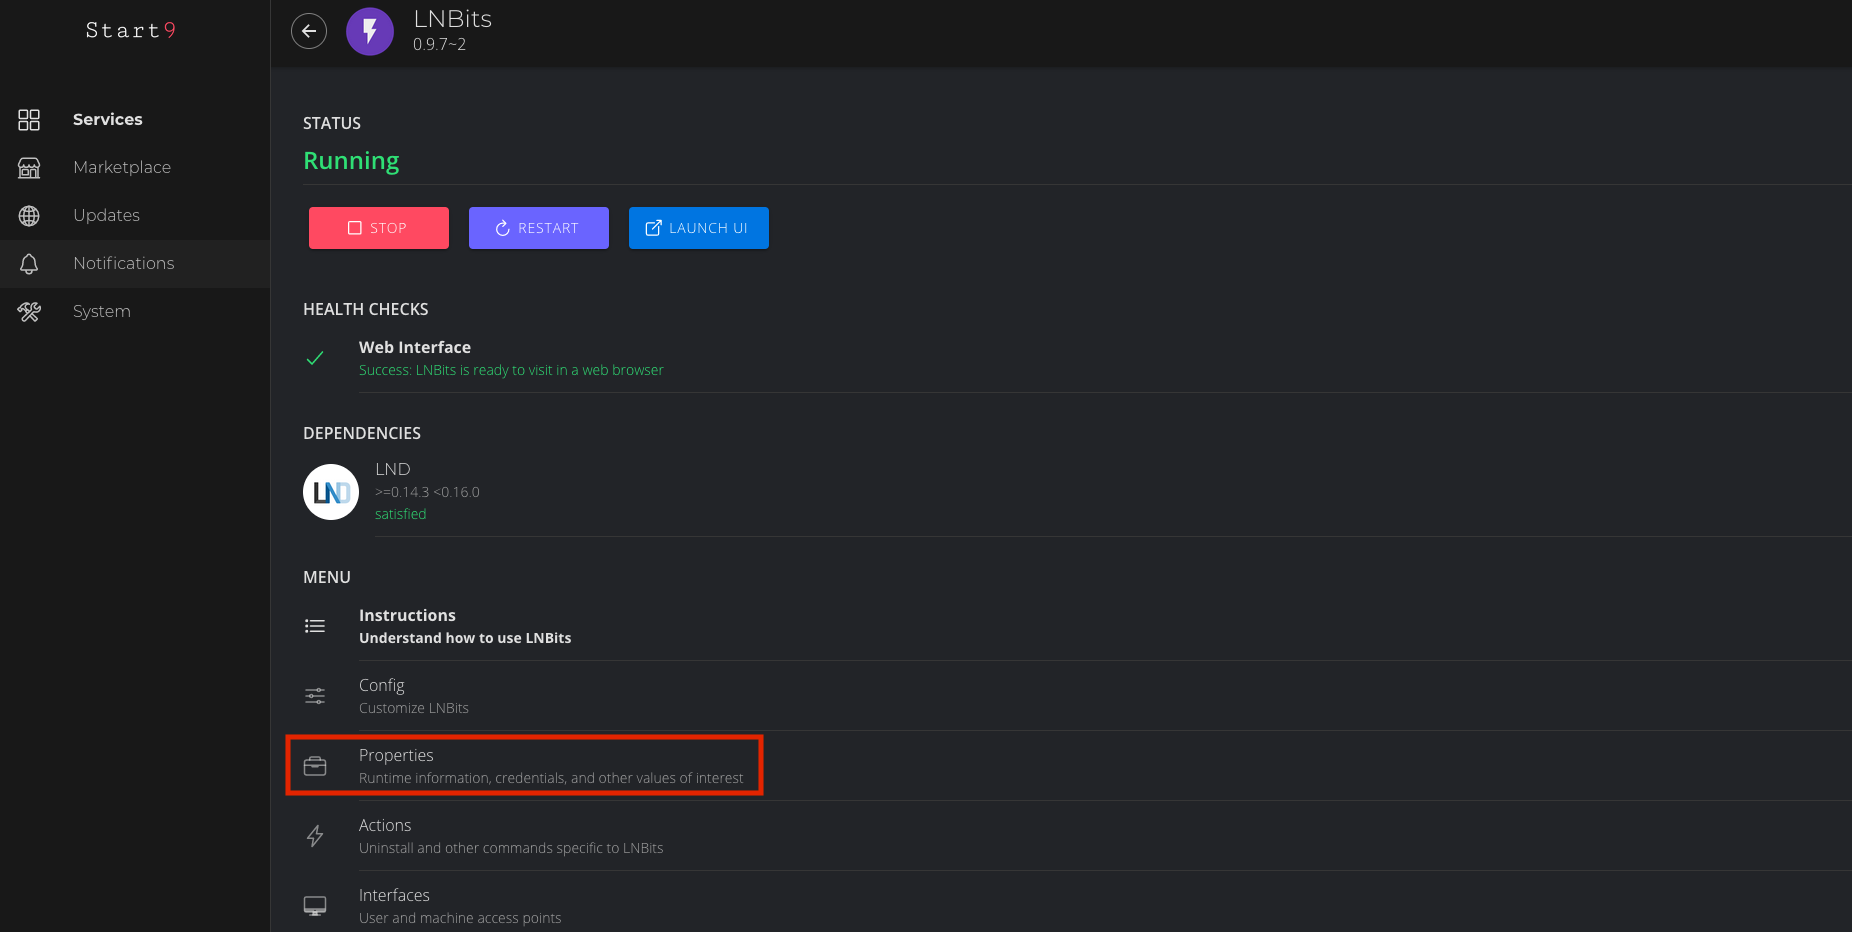 Start9
Services
Marketplace
Updates
Notifications
System
LNBits
0.9.7~2
STATUS
Running
STOP
RESTART
LAUNCH UI
HEALTH CHECKS
Web Interface
Success: LNBits is ready to visit in a web browser
DEPENDENCIES
LND
LND
>=0.14.3 <0.16.0
satisfied
MENU
Instructions
Understand how to use LNBits
Config
Customize LNBits
Properties
Runtime information, credentials, and other values of interest
Actions
Uninstall and other commands specific to LNBits
Interfaces
User and machine access points